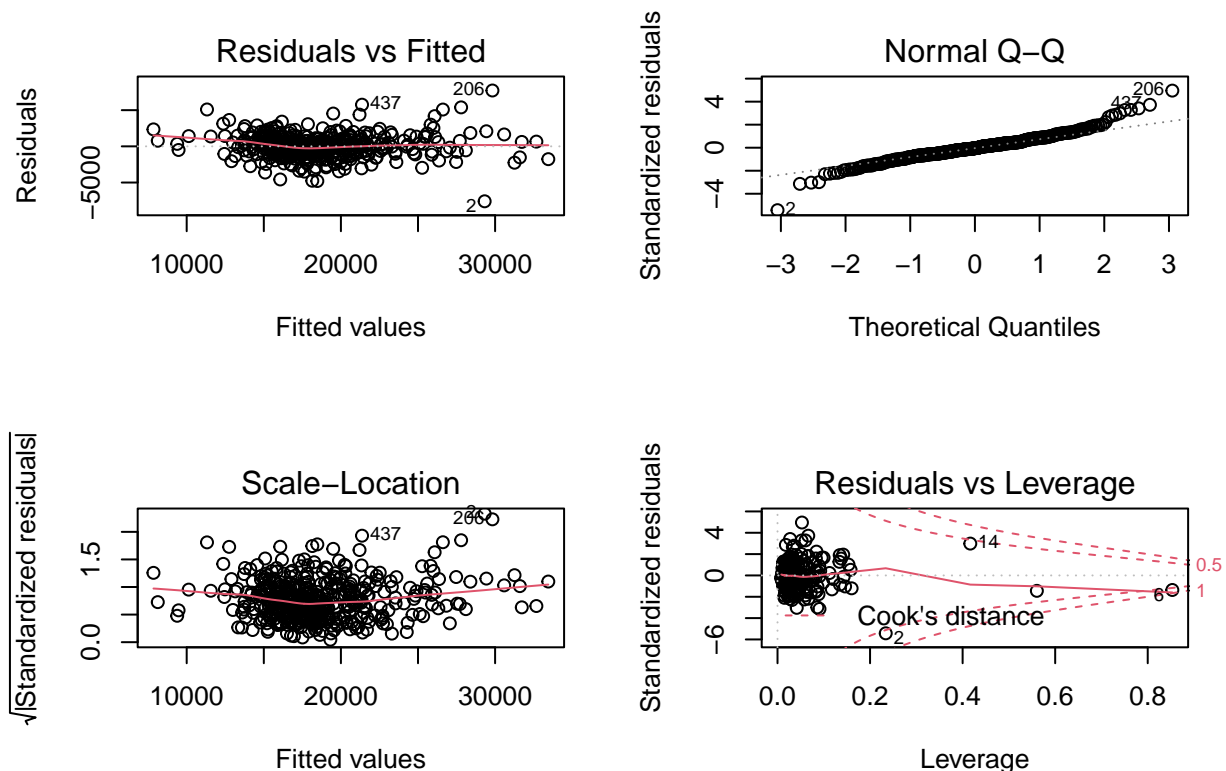 Residuals vs Fitted
Residuals
−5000
437
206
2
10000 20000 30000
Fitted values
Normal Q−Q
Standardized residuals
−4 0 4
437
206
2
−3 −2 −1 0 1 2 3
Theoretical Quantiles
Scale−Location
√|Standardized residuals|
0.0 1.5
437
206
2
10000 20000 30000
Fitted values
Residuals vs Leverage
Standardized residuals
−6 0 4
14
2
6
Cook's distance
0.5
1
0.0 0.2 0.4 0.6 0.8
Leverage